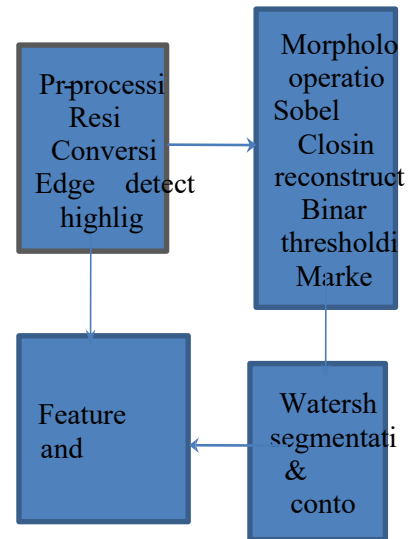 Pr-processi
Resi
Conversi
Edge detect
highlig
Morpholo
operatio
Sobel
Closin
reconstruct
Binar
thresholdi
Marke
Feature
and
Watersh
segmentati
&
conto